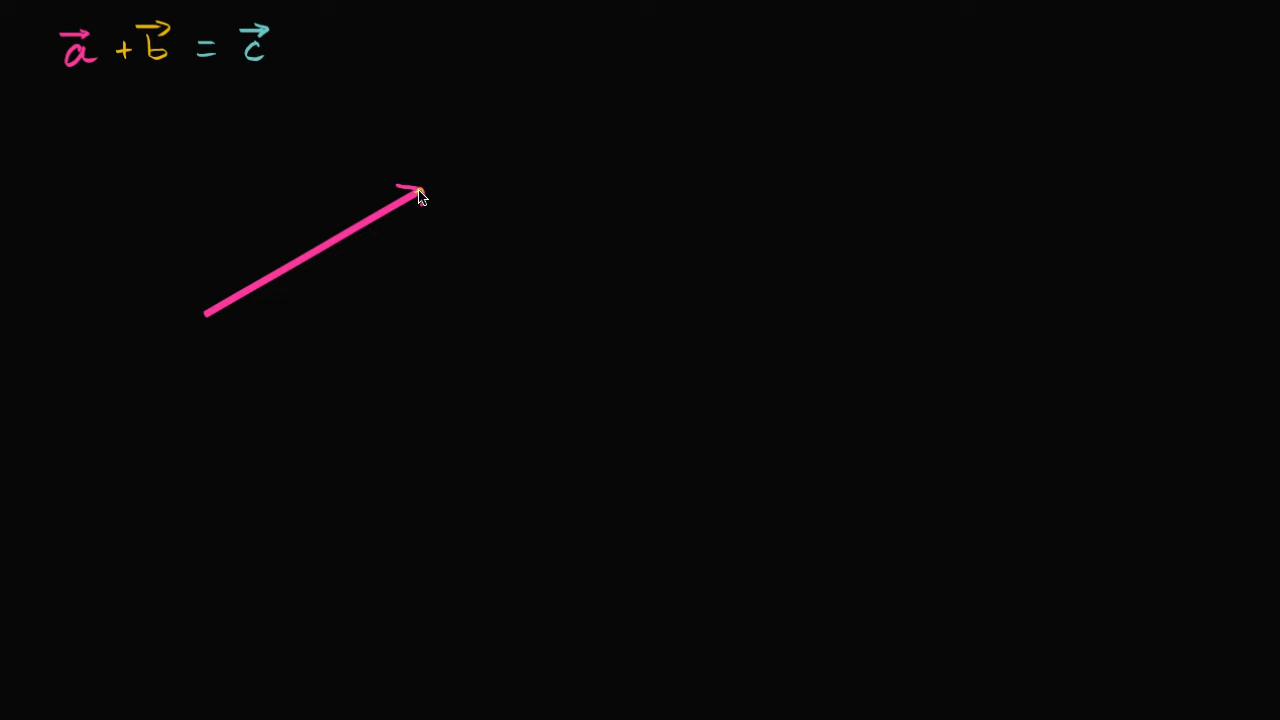 a⃗ + b⃗ = c⃗